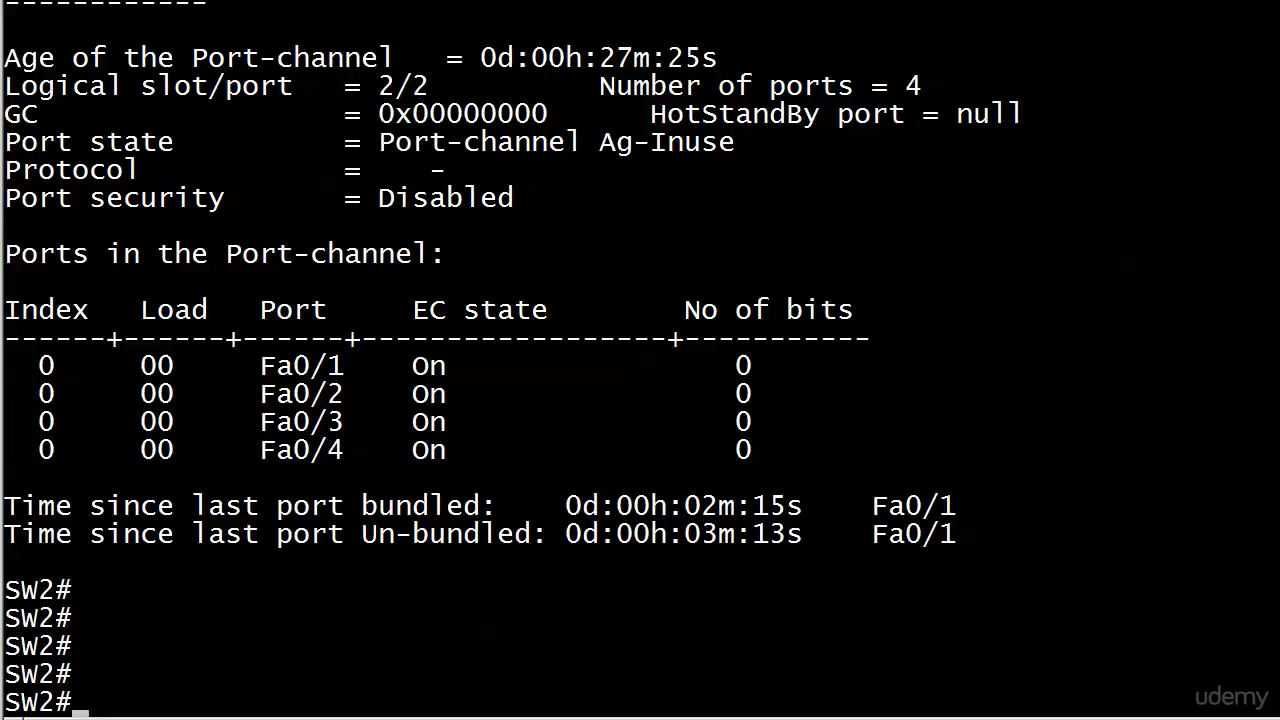 ------------
Age of the Port-channel   = 0d:00h:27m:25s
Logical slot/port   = 2/2          Number of ports = 4
GC                  = 0x00000000      HotStandBy port = null
Port state          = Port-channel Ag-Inuse
Protocol            =    -
Port security       = Disabled
Ports in the Port-channel:
Index   Load   Port     EC state        No of bits
------+------+------+------------------+-----------
  0     00     Fa0/1    On                 0
  0     00     Fa0/2    On                 0
  0     00     Fa0/3    On                 0
  0     00     Fa0/4    On                 0
Time since last port bundled:    0d:00h:02m:15s    Fa0/1
Time since last port Un-bundled: 0d:00h:03m:13s    Fa0/1
SW2#
SW2#
SW2#
SW2#
SW2#
udemy